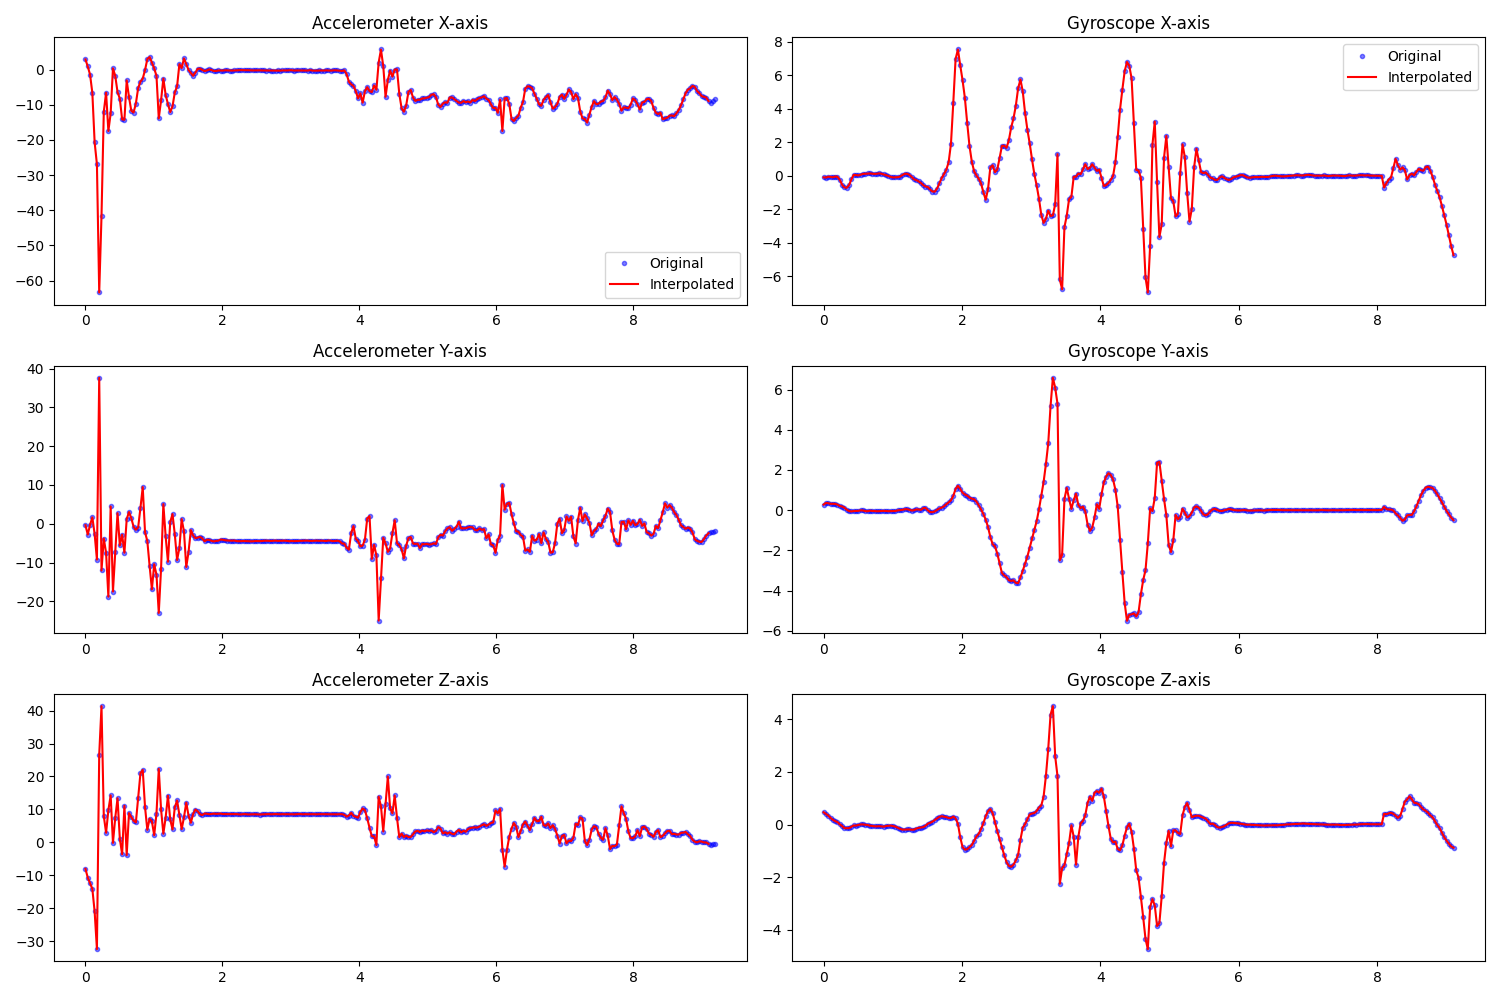 Accelerometer X-axis
0
−10
−20
−30
−40
−50
−60
0 2 4 6 8
Original
Interpolated
Gyroscope X-axis
8
6
4
2
0
−2
−4
−6
0 2 4 6 8
Original
Interpolated
Accelerometer Y-axis
40
30
20
10
0
−10
−20
0 2 4 6 8
Gyroscope Y-axis
6
4
2
0
−2
−4
−6
0 2 4 6 8
Accelerometer Z-axis
40
30
20
10
0
−10
−20
−30
0 2 4 6 8
Gyroscope Z-axis
4
2
0
−2
−4
0 2 4 6 8